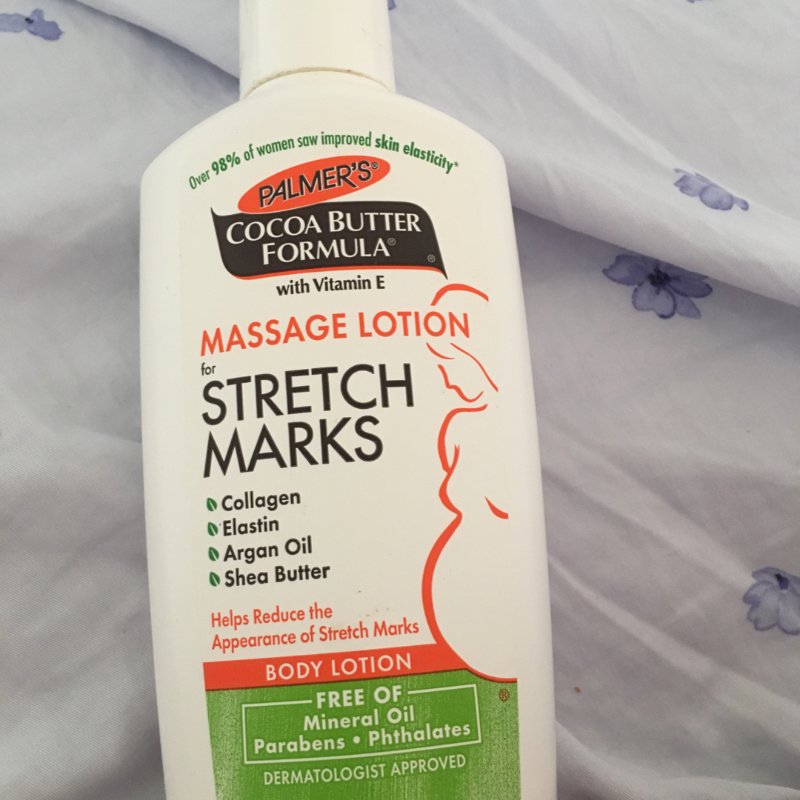 Over 98% of women saw improved skin elasticity*
PALMER'S®
COCOA BUTTER
FORMULA®
®
with Vitamin E
MASSAGE LOTION
for
STRETCH
MARKS
Collagen
Elastin
Argan Oil
Shea Butter
Helps Reduce the
Appearance of Stretch Marks
BODY LOTION
®
FREE OF
Mineral Oil
Parabens • Phthalates
DERMATOLOGIST APPROVED